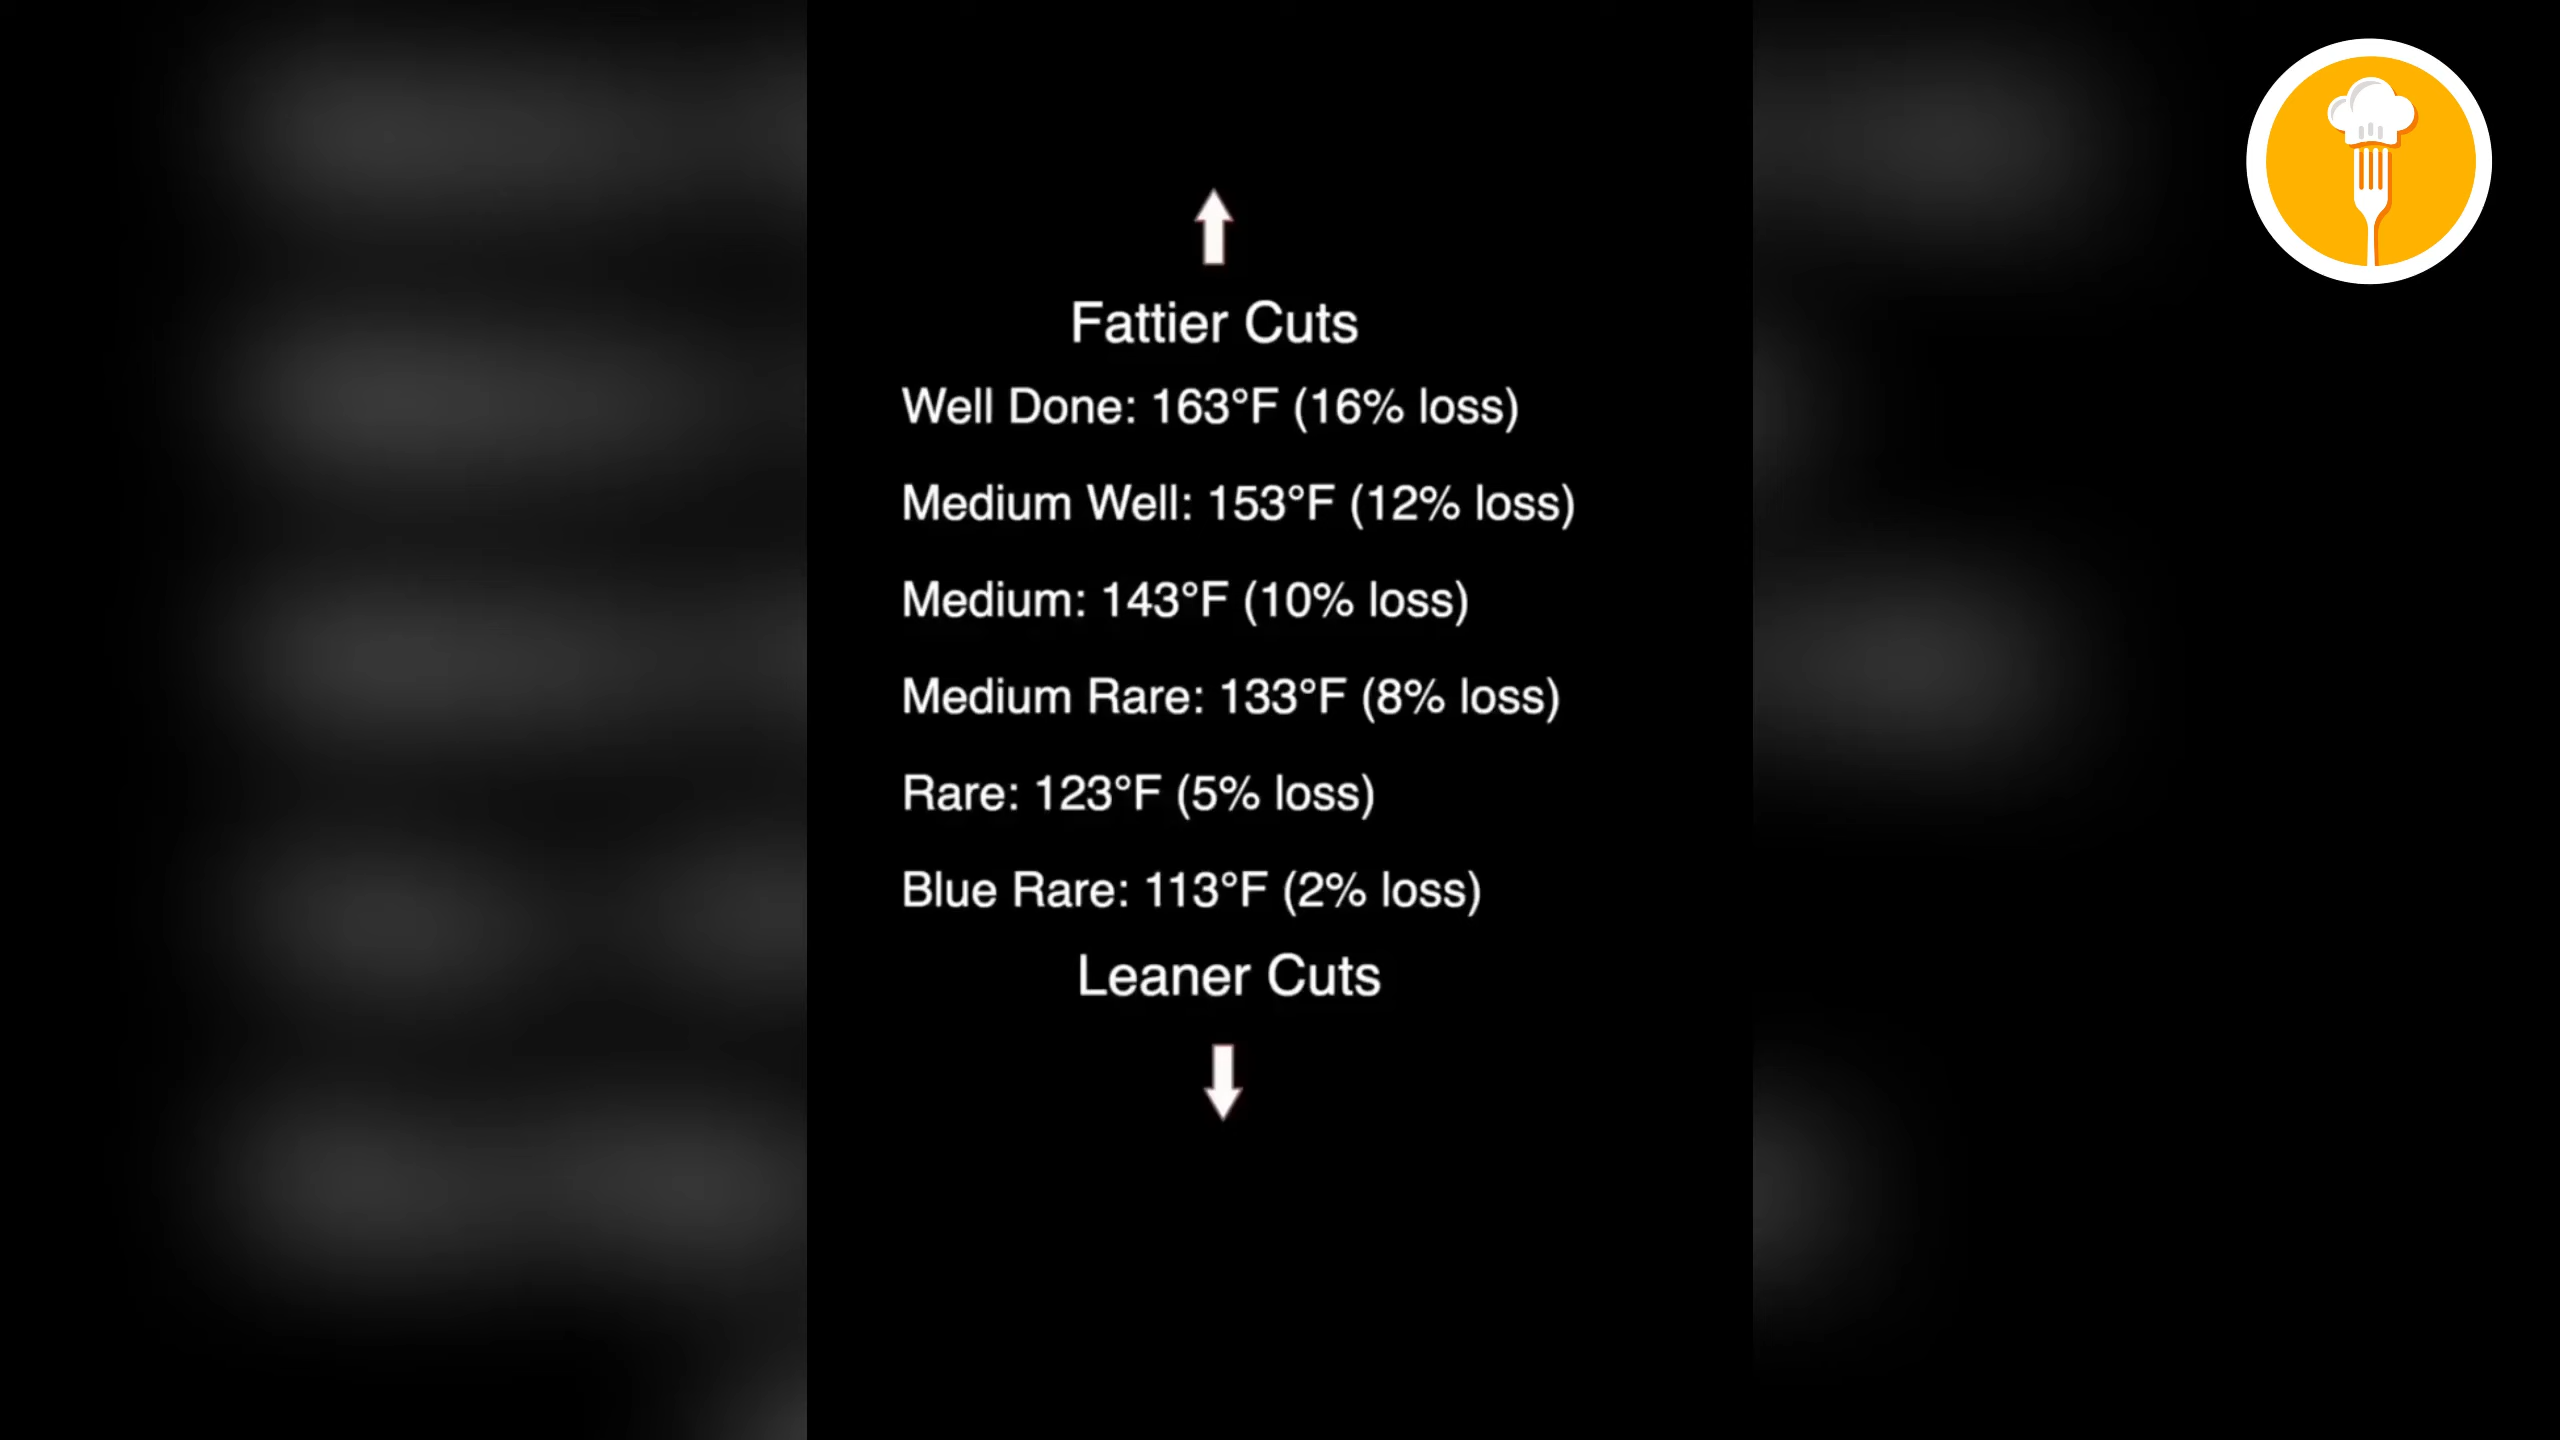 Fattier Cuts
Well Done: 163°F (16% loss)
Medium Well: 153°F (12% loss)
Medium: 143°F (10% loss)
Medium Rare: 133°F (8% loss)
Rare: 123°F (5% loss)
Blue Rare: 113°F (2% loss)
Leaner Cuts